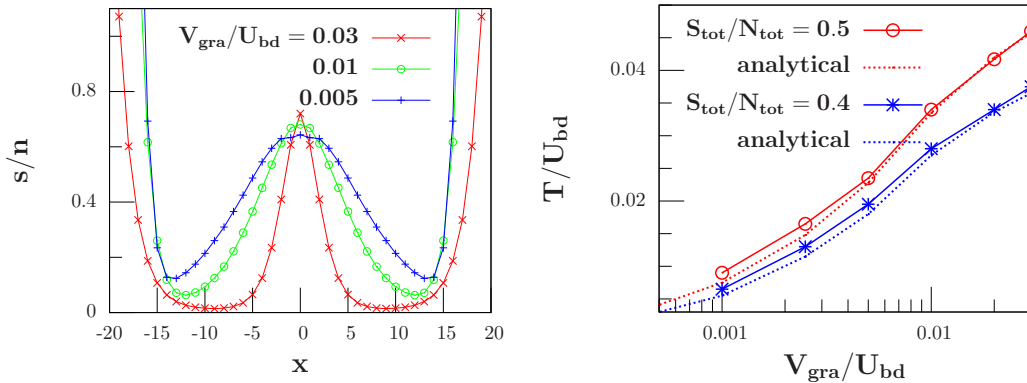 s/n
0.8
0.4
0
V_gra/U_bd = 0.03
0.01
0.005
-20 -15 -10 -5 0 5 10 15 20
x
T/U_bd
0.04
0.02
S_tot/N_tot = 0.5
analytical
S_tot/N_tot = 0.4
analytical
0.001 0.01
V_gra/U_bd